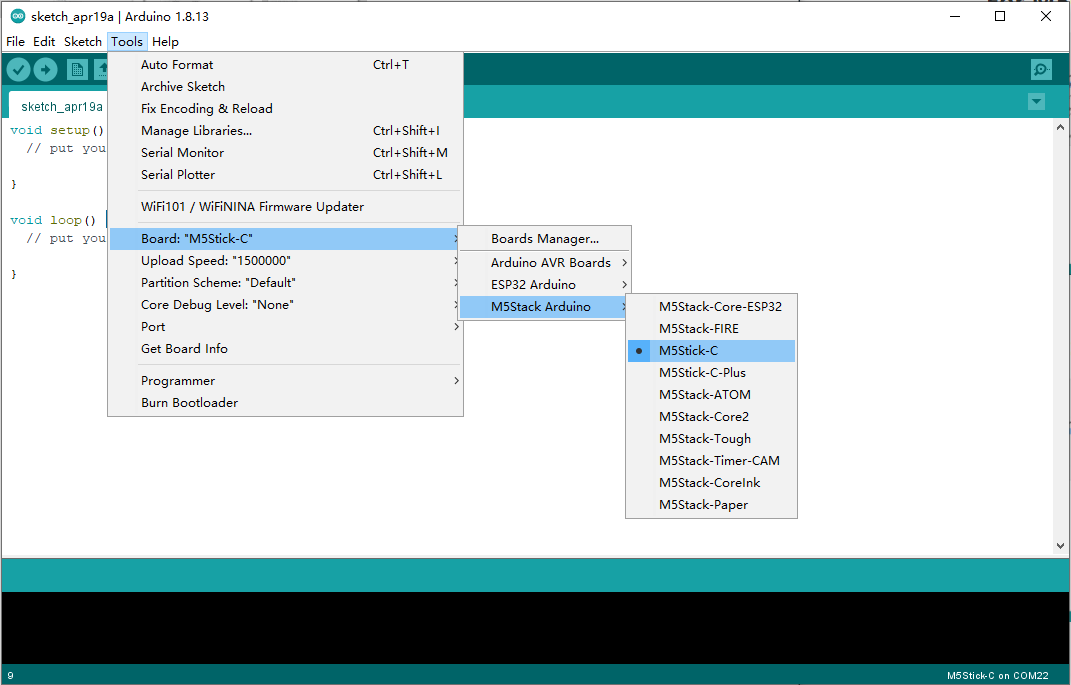 sketch_apr19a | Arduino 1.8.13
File Edit Sketch Tools Help
sketch_apr19a
void setup()
// put you
}
void loop()
// put you
}
Auto Format Ctrl+T
Archive Sketch
Fix Encoding & Reload
Manage Libraries... Ctrl+Shift+I
Serial Monitor Ctrl+Shift+M
Serial Plotter Ctrl+Shift+L
WiFi101 / WiFiNINA Firmware Updater
Board: "M5Stick-C"
Upload Speed: "1500000"
Partition Scheme: "Default"
Core Debug Level: "None"
Port
Get Board Info
Programmer
Burn Bootloader
Boards Manager...
Arduino AVR Boards
ESP32 Arduino
M5Stack Arduino
M5Stack-Core-ESP32
M5Stack-FIRE
M5Stick-C
M5Stick-C-Plus
M5Stack-ATOM
M5Stack-Core2
M5Stack-Tough
M5Stack-Timer-CAM
M5Stack-CoreInk
M5Stack-Paper
9
M5Stick-C on COM22